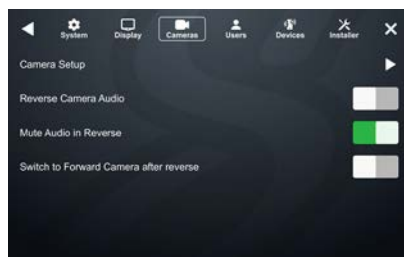 System Display Cameras Users Devices Installer
Camera Setup
Reverse Camera Audio
Mute Audio in Reverse
Switch to Forward Camera after reverse